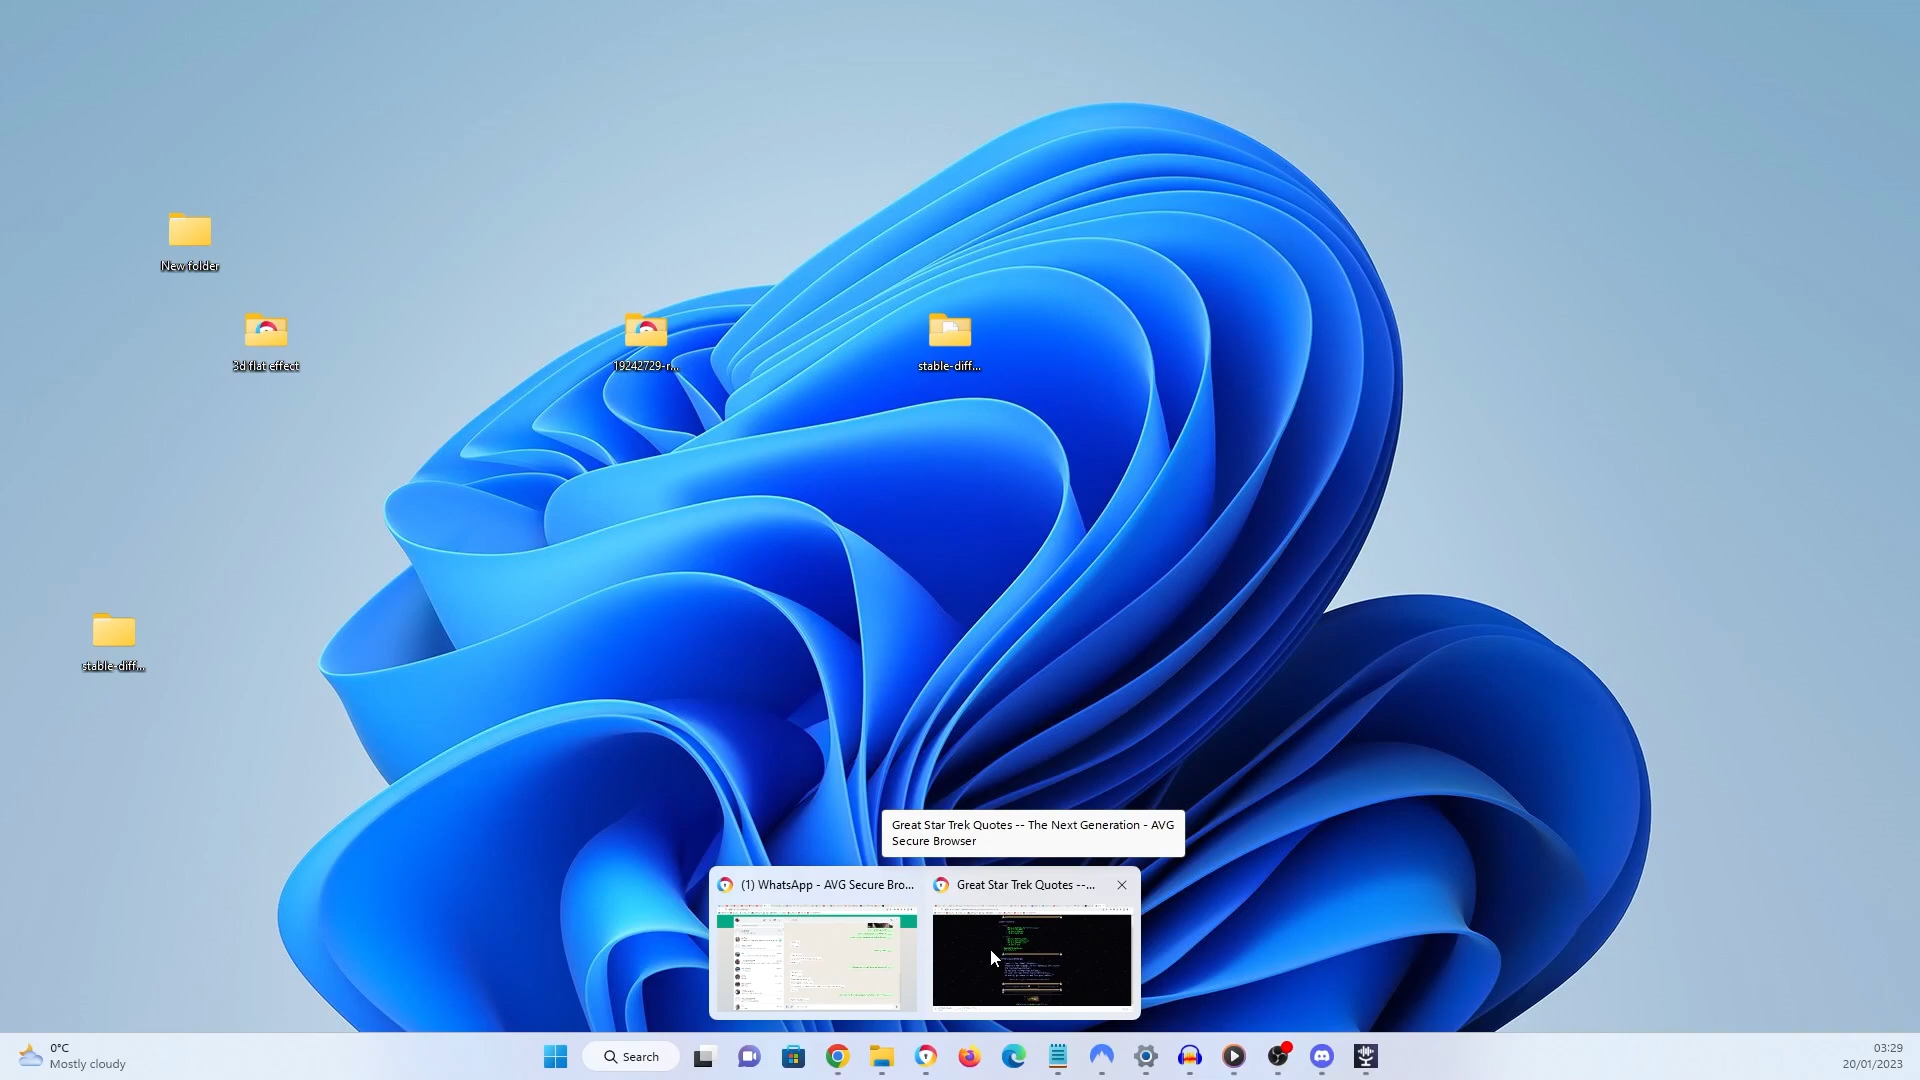 New folder
3d flat effect
19242729-r...
stable-diff...
stable-diff...
Great Star Trek Quotes -- The Next Generation - AVG
Secure Browser
(1) WhatsApp - AVG Secure Bro...
Great Star Trek Quotes --...
0°C
Mostly cloudy
Search
03:29
20/01/2023